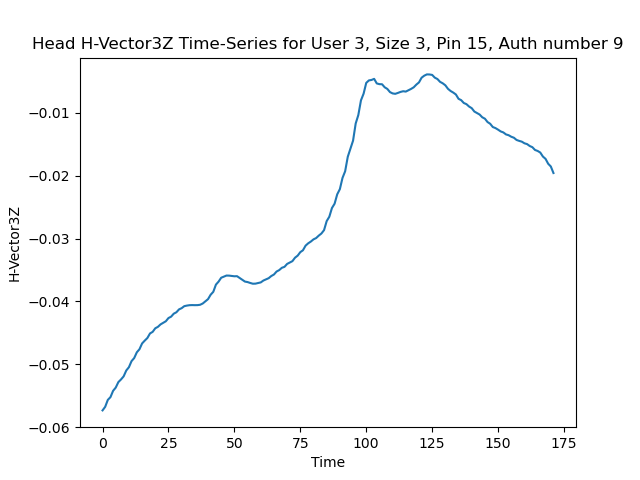 Head H-Vector3Z Time-Series for User 3, Size 3, Pin 15, Auth number 9
−0.01
−0.02
−0.03
−0.04
−0.05
−0.06
H-Vector3Z
0 25 50 75 100 125 150 175
Time